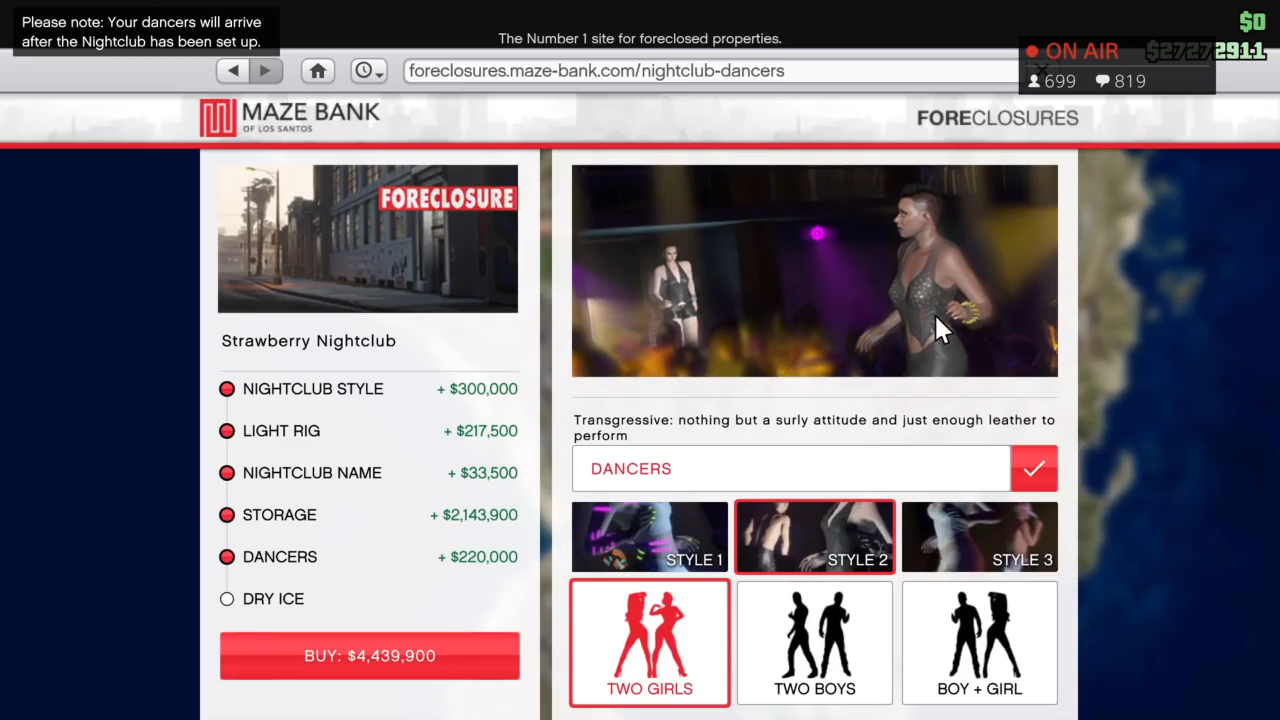 Please note: Your dancers will arrive
after the Nightclub has been set up.
The Number 1 site for foreclosed properties.
$0
ON AIR
699
819
foreclosures.maze-bank.com/nightclub-dancers
MAZE BANK
OF LOS SANTOS
FORECLOSURES
FORECLOSURE
Strawberry Nightclub
NIGHTCLUB STYLE + $300,000
LIGHT RIG + $217,500
NIGHTCLUB NAME + $33,500
STORAGE + $2,143,900
DANCERS + $220,000
DRY ICE
BUY: $4,439,900
Transgressive: nothing but a surly attitude and just enough leather to
perform
DANCERS
STYLE 1
STYLE 2
STYLE 3
TWO GIRLS
TWO BOYS
BOY + GIRL